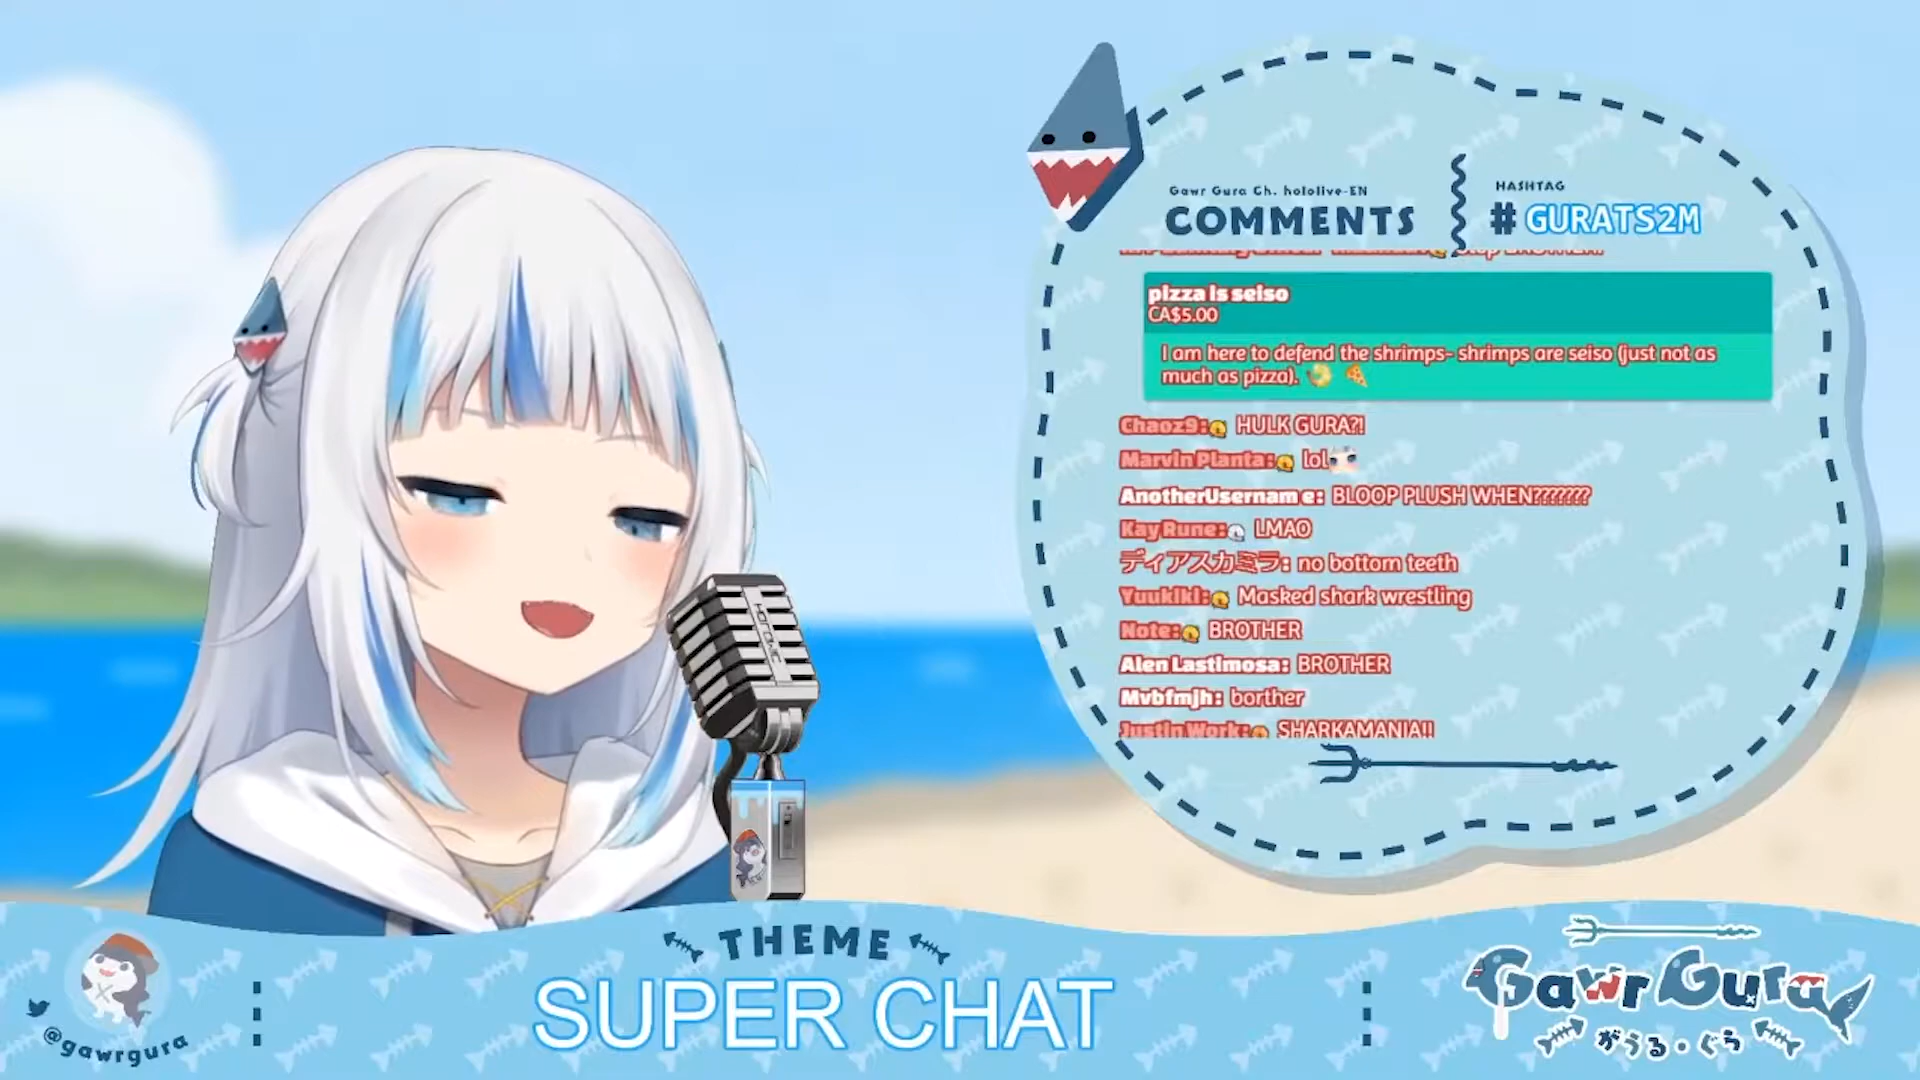 Gawr Gura Ch. hololive-EN
COMMENTS
HASHTAG
#GURATS2M
pizza is seiso
CA$5.00
I am here to defend the shrimps- shrimps are seiso (just not as
much as pizza).
Chaoz9: HULK GURA?!
Marvin Planta: lol
AnotherUsername: BLOOP PLUSH WHEN???????
KayRune: LMAO
ディアスカミラ: no bottom teeth
Yuukiki: Masked shark wrestling
Note: BROTHER
Alen Lastimosa: BROTHER
Mvbfmjh: borther
Justin Work: SHARKAMANIA!!
THEME
SUPER CHAT
@gawrgura
Gawr Gura
がうる・ぐら